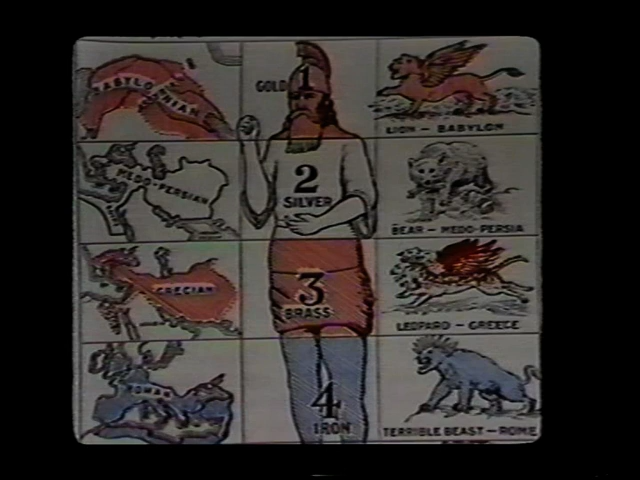 BABYLONIAN
GOLD
1
LION – BABYLON
MEDO-PERSIAN
2
SILVER
BEAR – MEDO-PERSIA
GRECIAN
3
BRASS
LEOPARD – GREECE
ROMAN
4
IRON
TERRIBLE BEAST – ROME